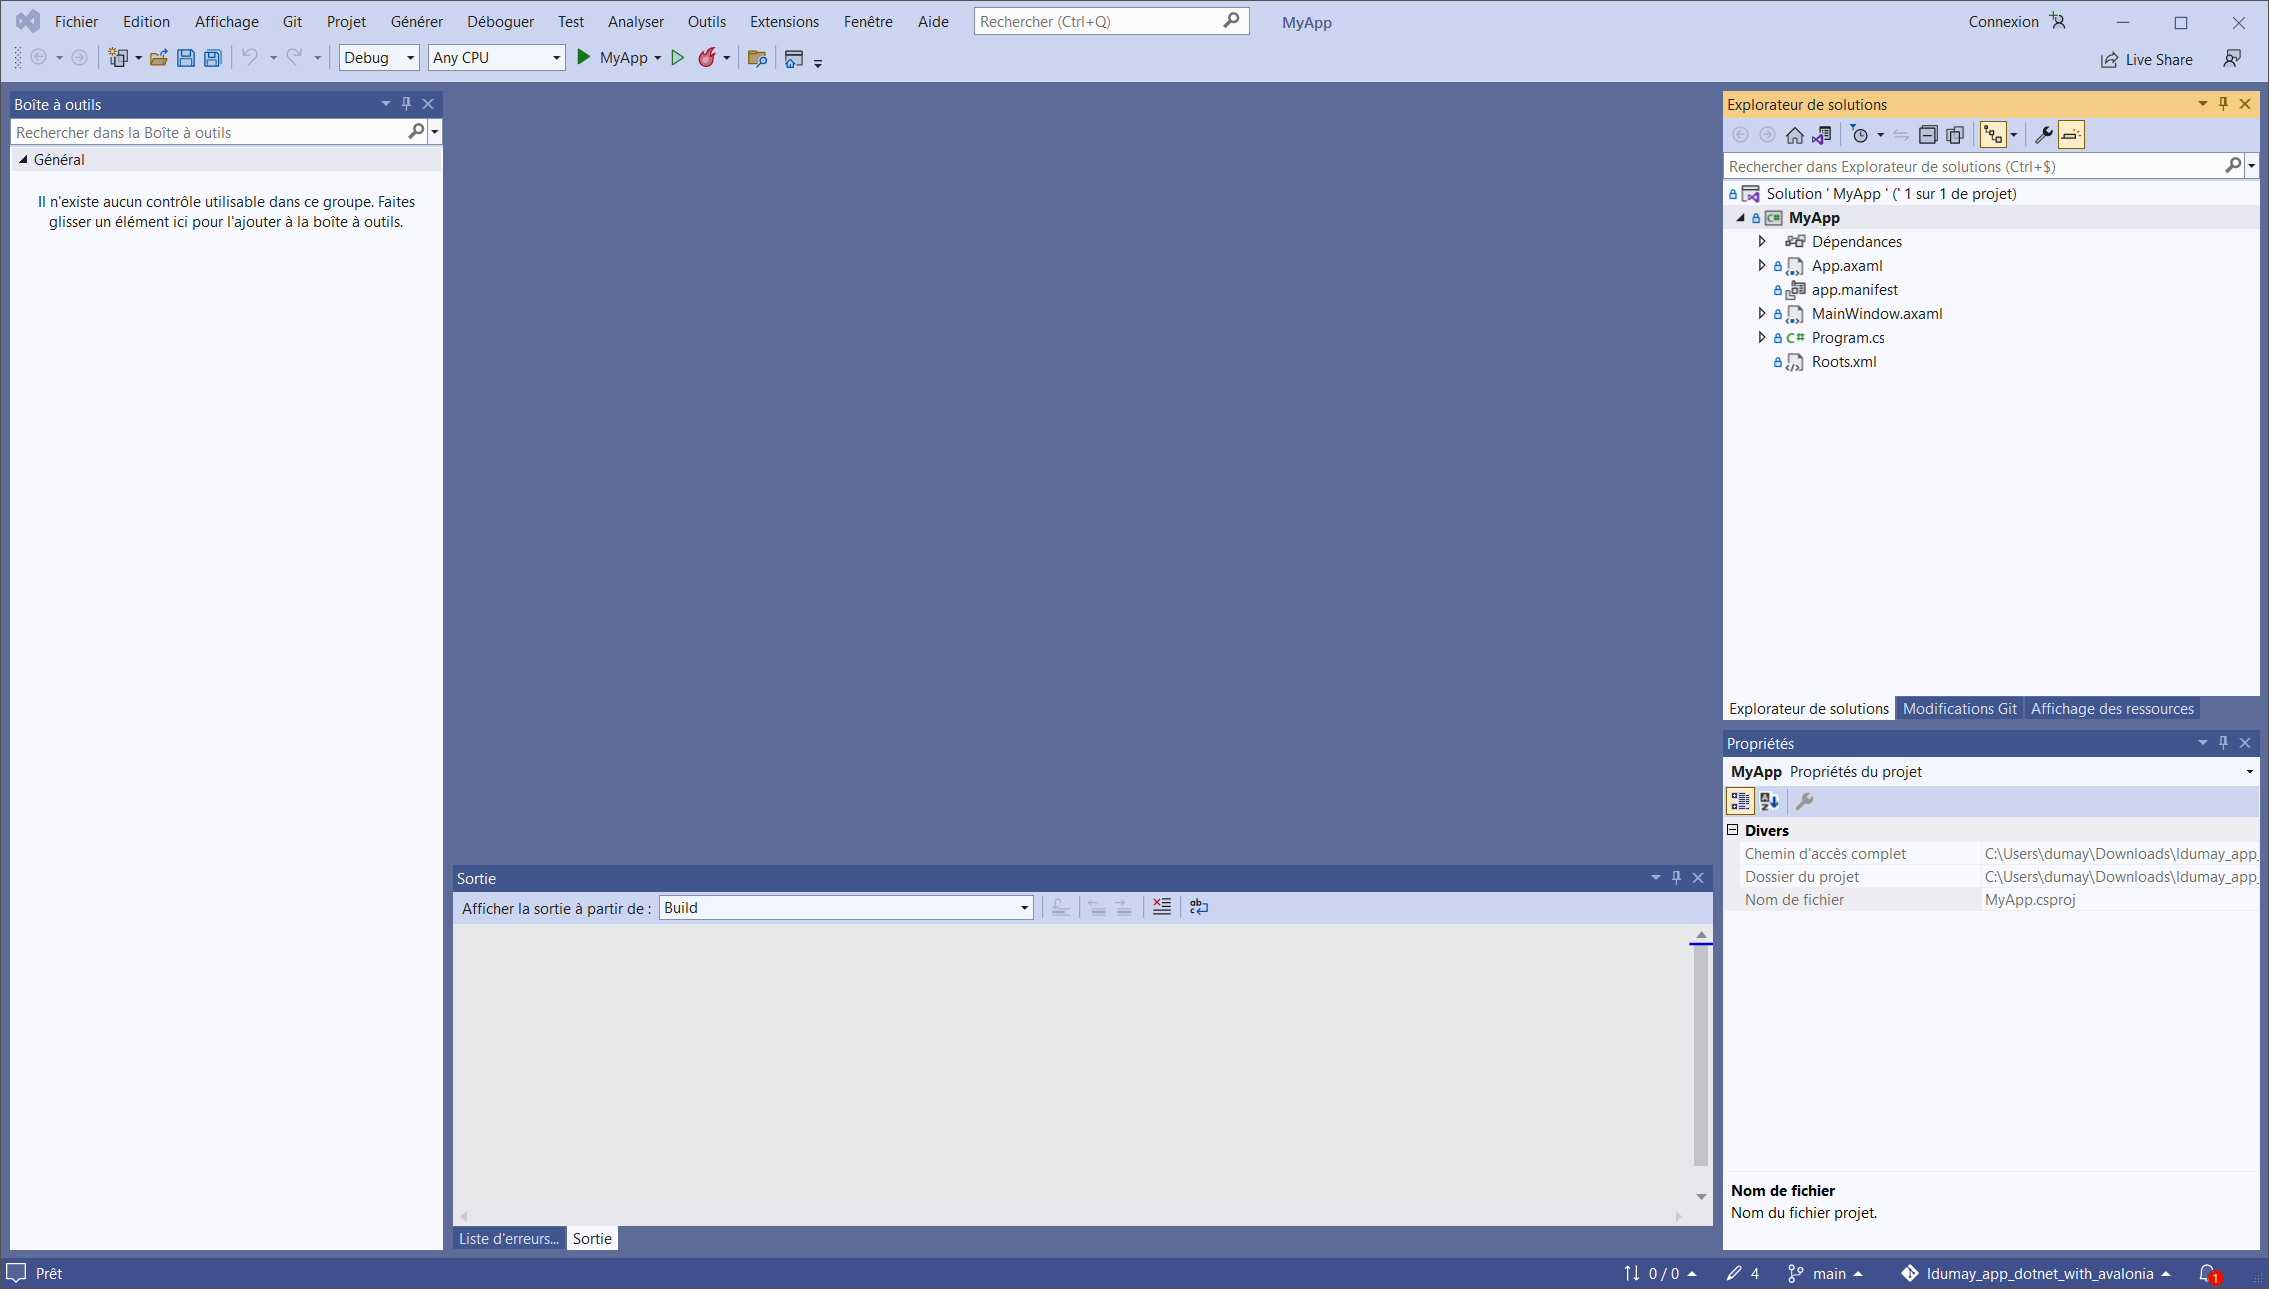 Fichier Edition Affichage Git Projet Générer Déboguer Test Analyser Outils Extensions Fenêtre Aide Rechercher (Ctrl+Q) MyApp Connexion
Debug Any CPU MyApp Live Share
Boîte à outils
Rechercher dans la Boîte à outils
Général
Il n'existe aucun contrôle utilisable dans ce groupe. Faites
glisser un élément ici pour l'ajouter à la boîte à outils.
Sortie
Afficher la sortie à partir de : Build
Liste d'erreurs... Sortie
Explorateur de solutions
Rechercher dans Explorateur de solutions (Ctrl+$)
Solution ' MyApp ' (' 1 sur 1 de projet)
C# MyApp
Dépendances
App.axaml
app.manifest
MainWindow.axaml
C# Program.cs
Roots.xml
Explorateur de solutions Modifications Git Affichage des ressources
Propriétés
MyApp Propriétés du projet
Divers
Chemin d'accès complet C:\Users\dumay\Downloads\ldumay_app_
Dossier du projet C:\Users\dumay\Downloads\ldumay_app_
Nom de fichier MyApp.csproj
Nom de fichier
Nom du fichier projet.
Prêt 0 / 0 4 main ldumay_app_dotnet_with_avalonia 1